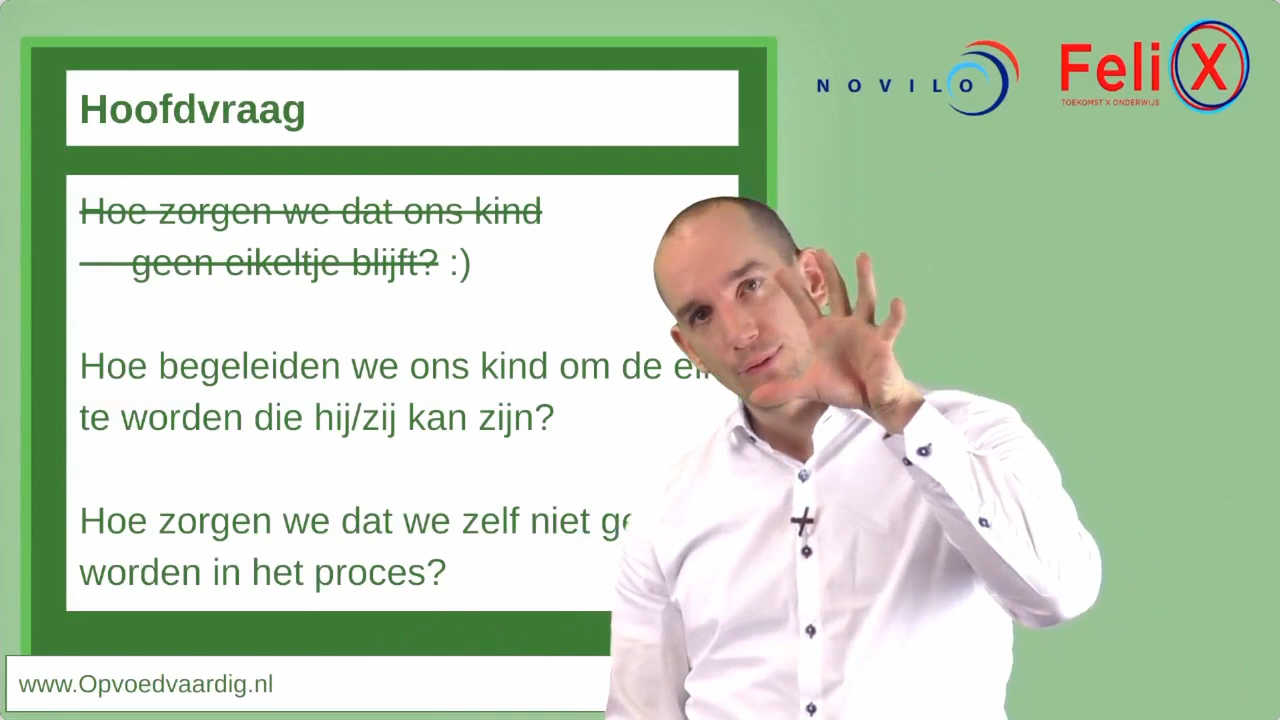 Hoofdvraag
Hoe zorgen we dat ons kind
geen eikeltje blijft? :)
Hoe begeleiden we ons kind om de
te worden die hij/zij kan zijn?
Hoe zorgen we dat we zelf niet
worden in het proces?
www.Opvoedvaardig.nl
NOVILO
FeliX
TOEKOMST X ONDERWIJS